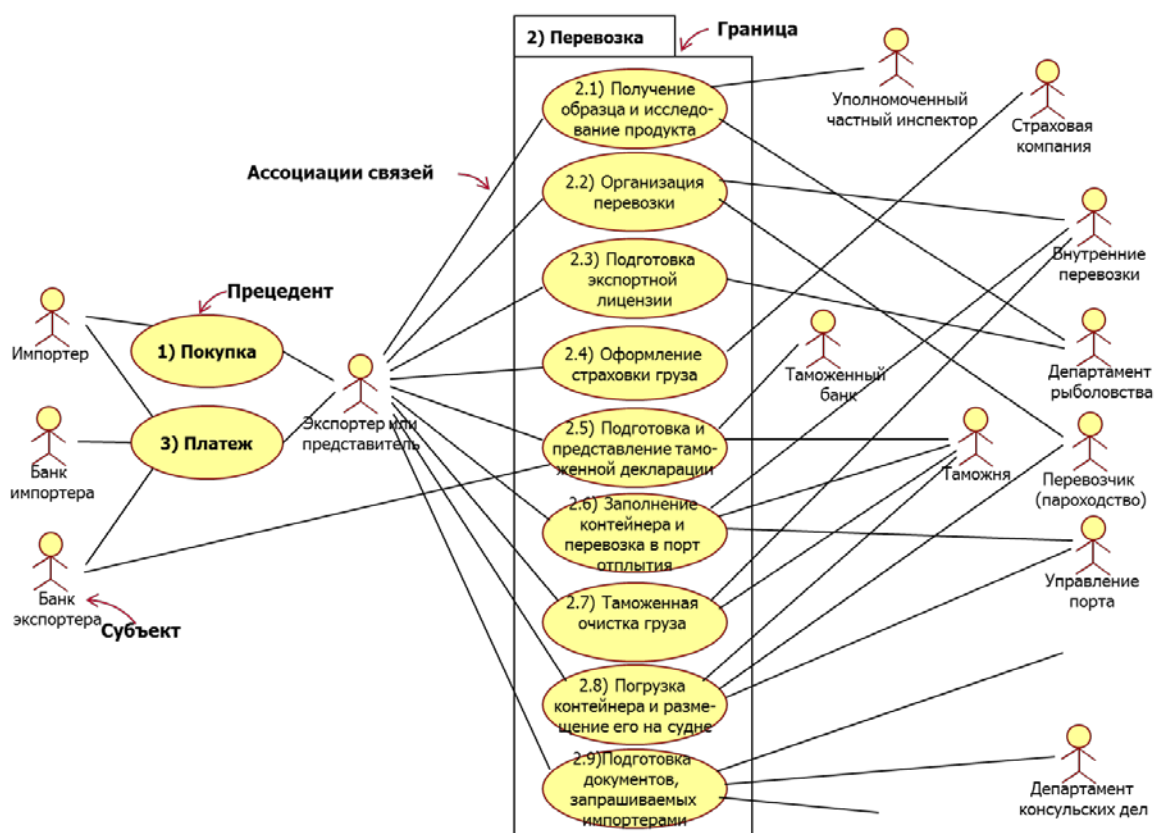 2) Перевозка
Граница
2.1) Получение
образца и исследо-
вание продукта
Уполномоченный
частный инспектор
Страховая
компания
Ассоциации связей
2.2) Организация
перевозки
Внутренние
перевозки
2.3) Подготовка
экспортной
лицензии
Прецедент
Импортер
1) Покупка
2.4) Оформление
страховки груза
Таможенный
банк
Департамент
рыболовства
3) Платеж
Экспортер или
представитель
2.5) Подготовка и
представление тамо-
женной декларации
Банк
импортера
Таможня
Перевозчик
(пароходство)
2.6) Заполнение
контейнера и
перевозка в порт
отплытия
Банк
экспортера
Субъект
Управление
порта
2.7) Таможенная
очистка груза
2.8) Погрузка
контейнера и разме-
щение его на судне
2.9)Подготовка
документов,
запрашиваемых
импортерами
Департамент
консульских дел